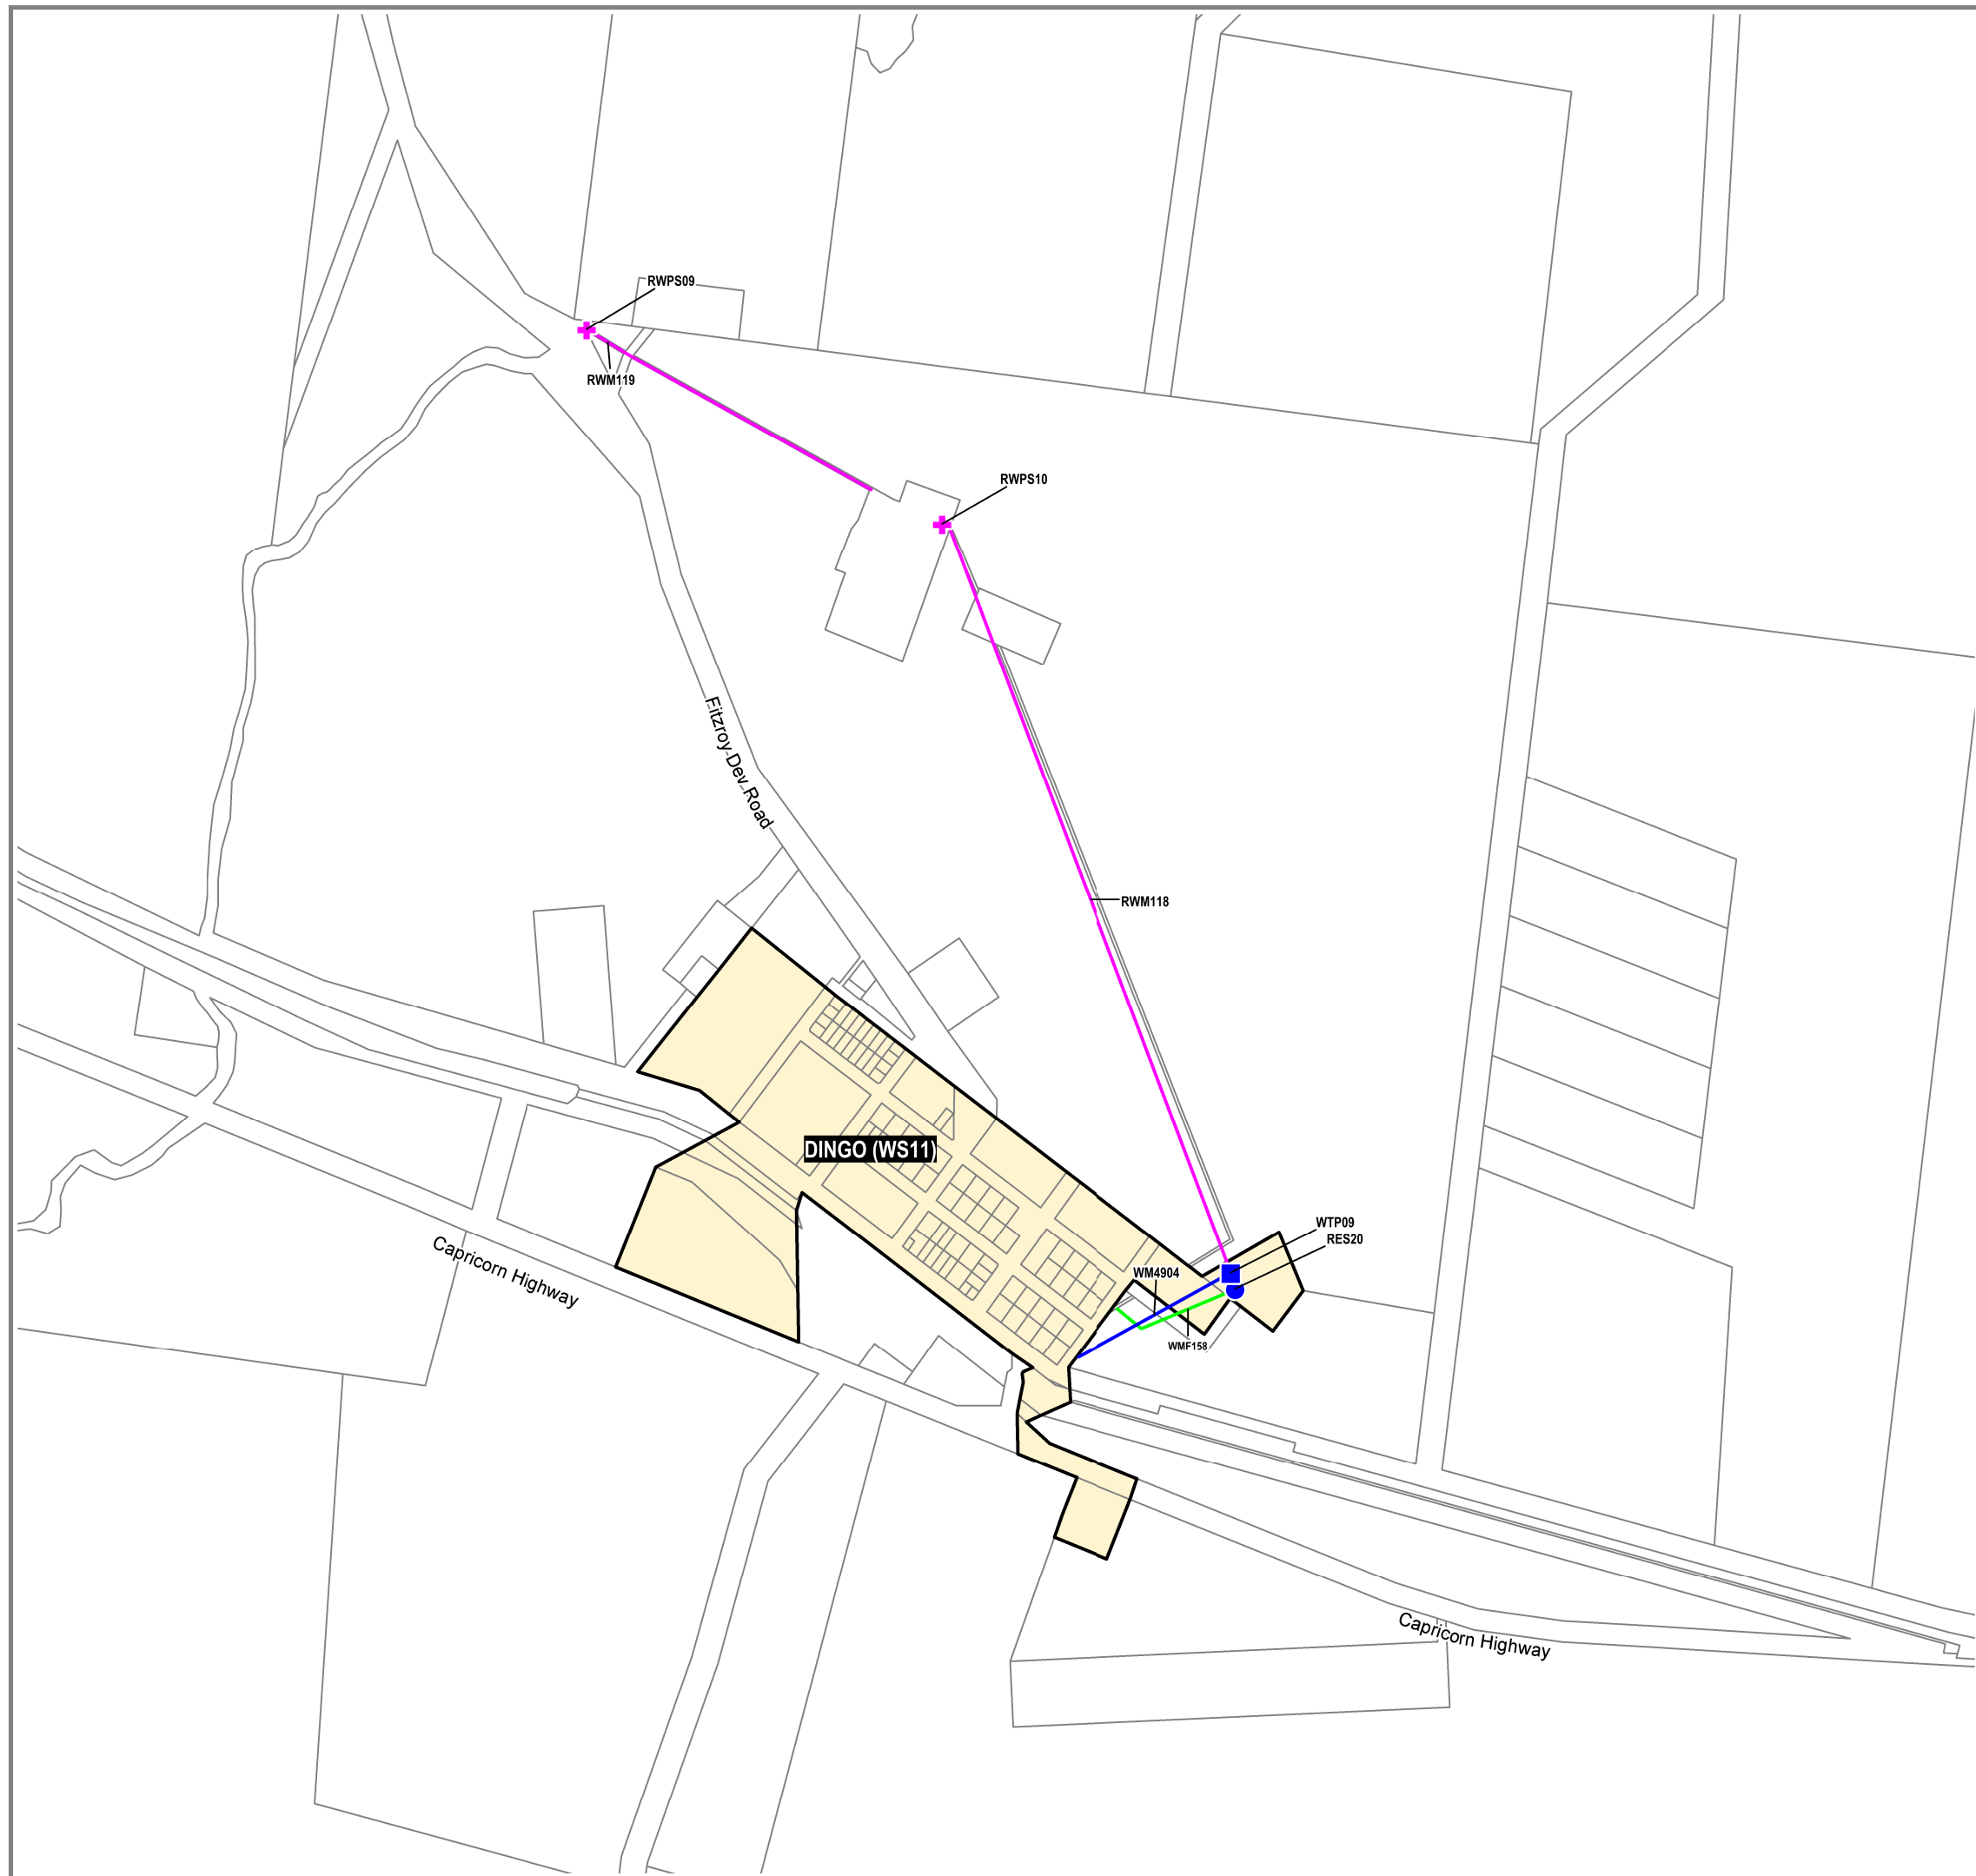 RWPS09
RWM119
RWPS10
Fitzroy Dev Road
RWM118
DINGO (WS11)
WTP09
RES20
WM4904
Capricorn Highway
WMF158
Capricorn Highway